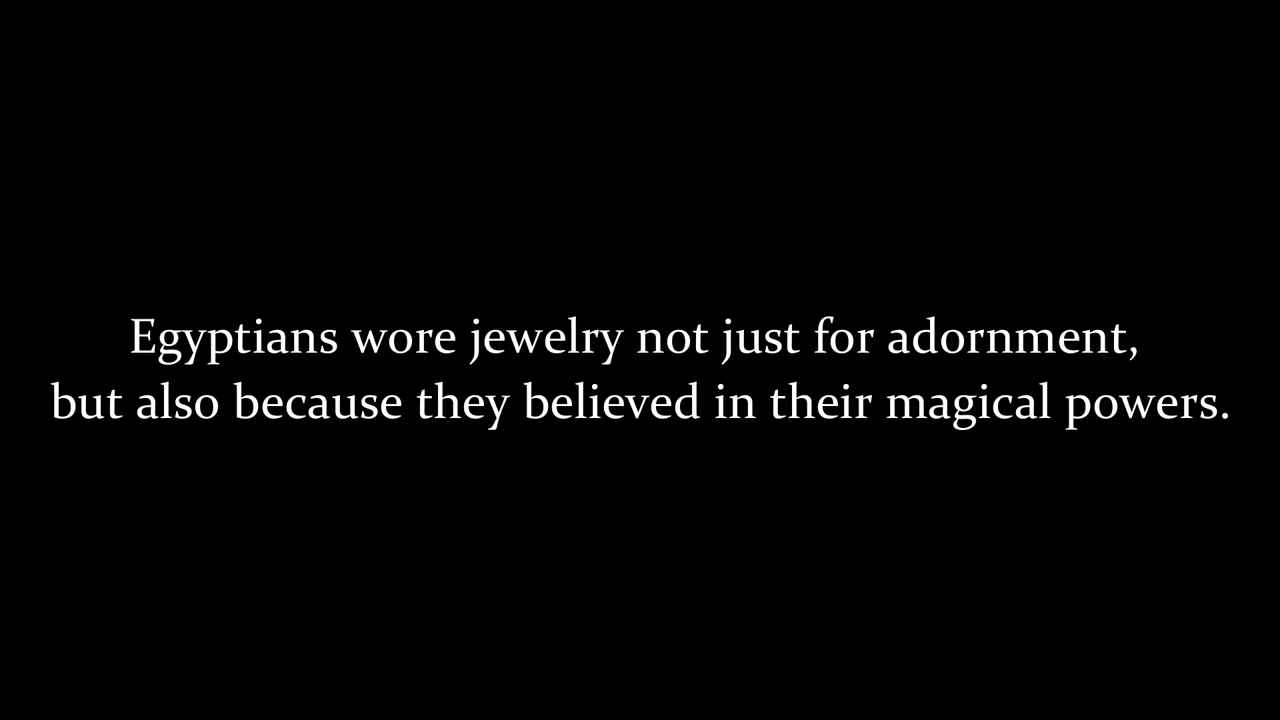 Egyptians wore jewelry not just for adornment,
but also because they believed in their magical powers.